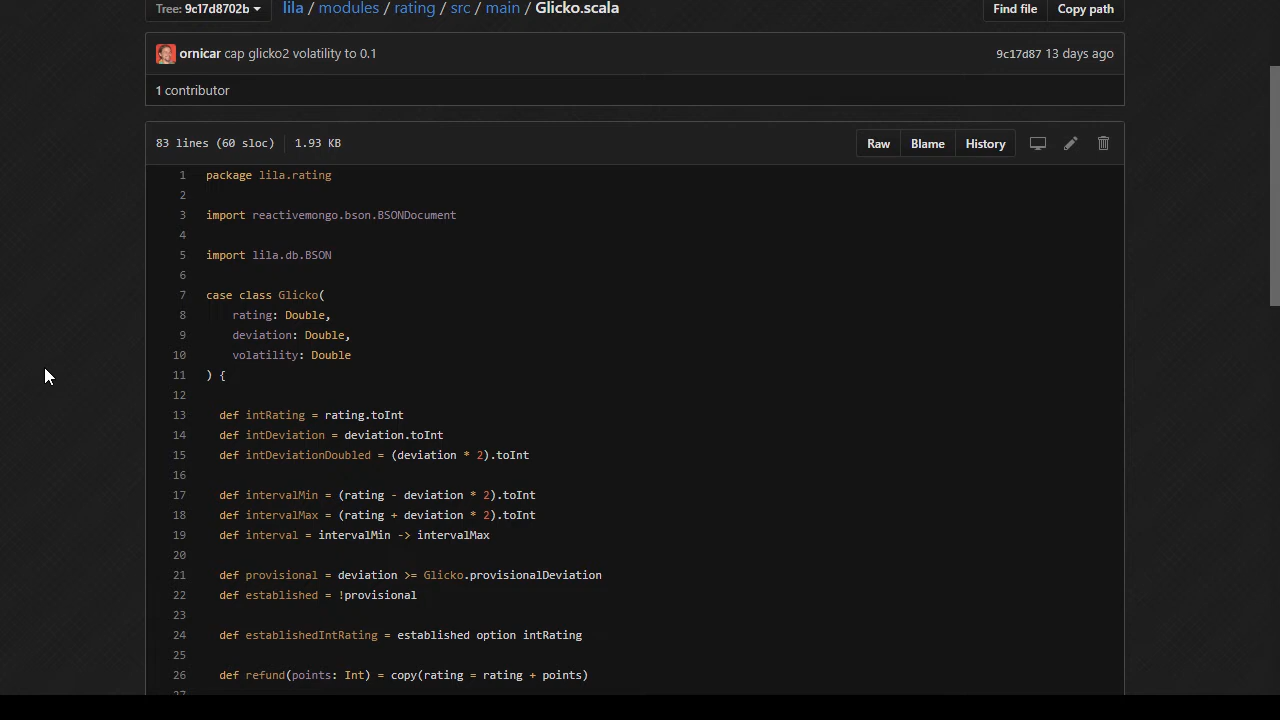 Tree: 9c17d8702b lila / modules / rating / src / main / Glicko.scala Find file Copy path
ornicar cap glicko2 volatility to 0.1 9c17d87 13 days ago
1 contributor
83 lines (60 sloc) 1.93 KB Raw Blame History
1 package lila.rating
2
3 import reactivemongo.bson.BSONDocument
4
5 import lila.db.BSON
6
7 case class Glicko(
8 rating: Double,
9 deviation: Double,
10 volatility: Double
11 ) {
12
13 def intRating = rating.toInt
14 def intDeviation = deviation.toInt
15 def intDeviationDoubled = (deviation * 2).toInt
16
17 def intervalMin = (rating - deviation * 2).toInt
18 def intervalMax = (rating + deviation * 2).toInt
19 def interval = intervalMin -> intervalMax
20
21 def provisional = deviation >= Glicko.provisionalDeviation
22 def established = !provisional
23
24 def establishedIntRating = established option intRating
25
26 def refund(points: Int) = copy(rating = rating + points)
27